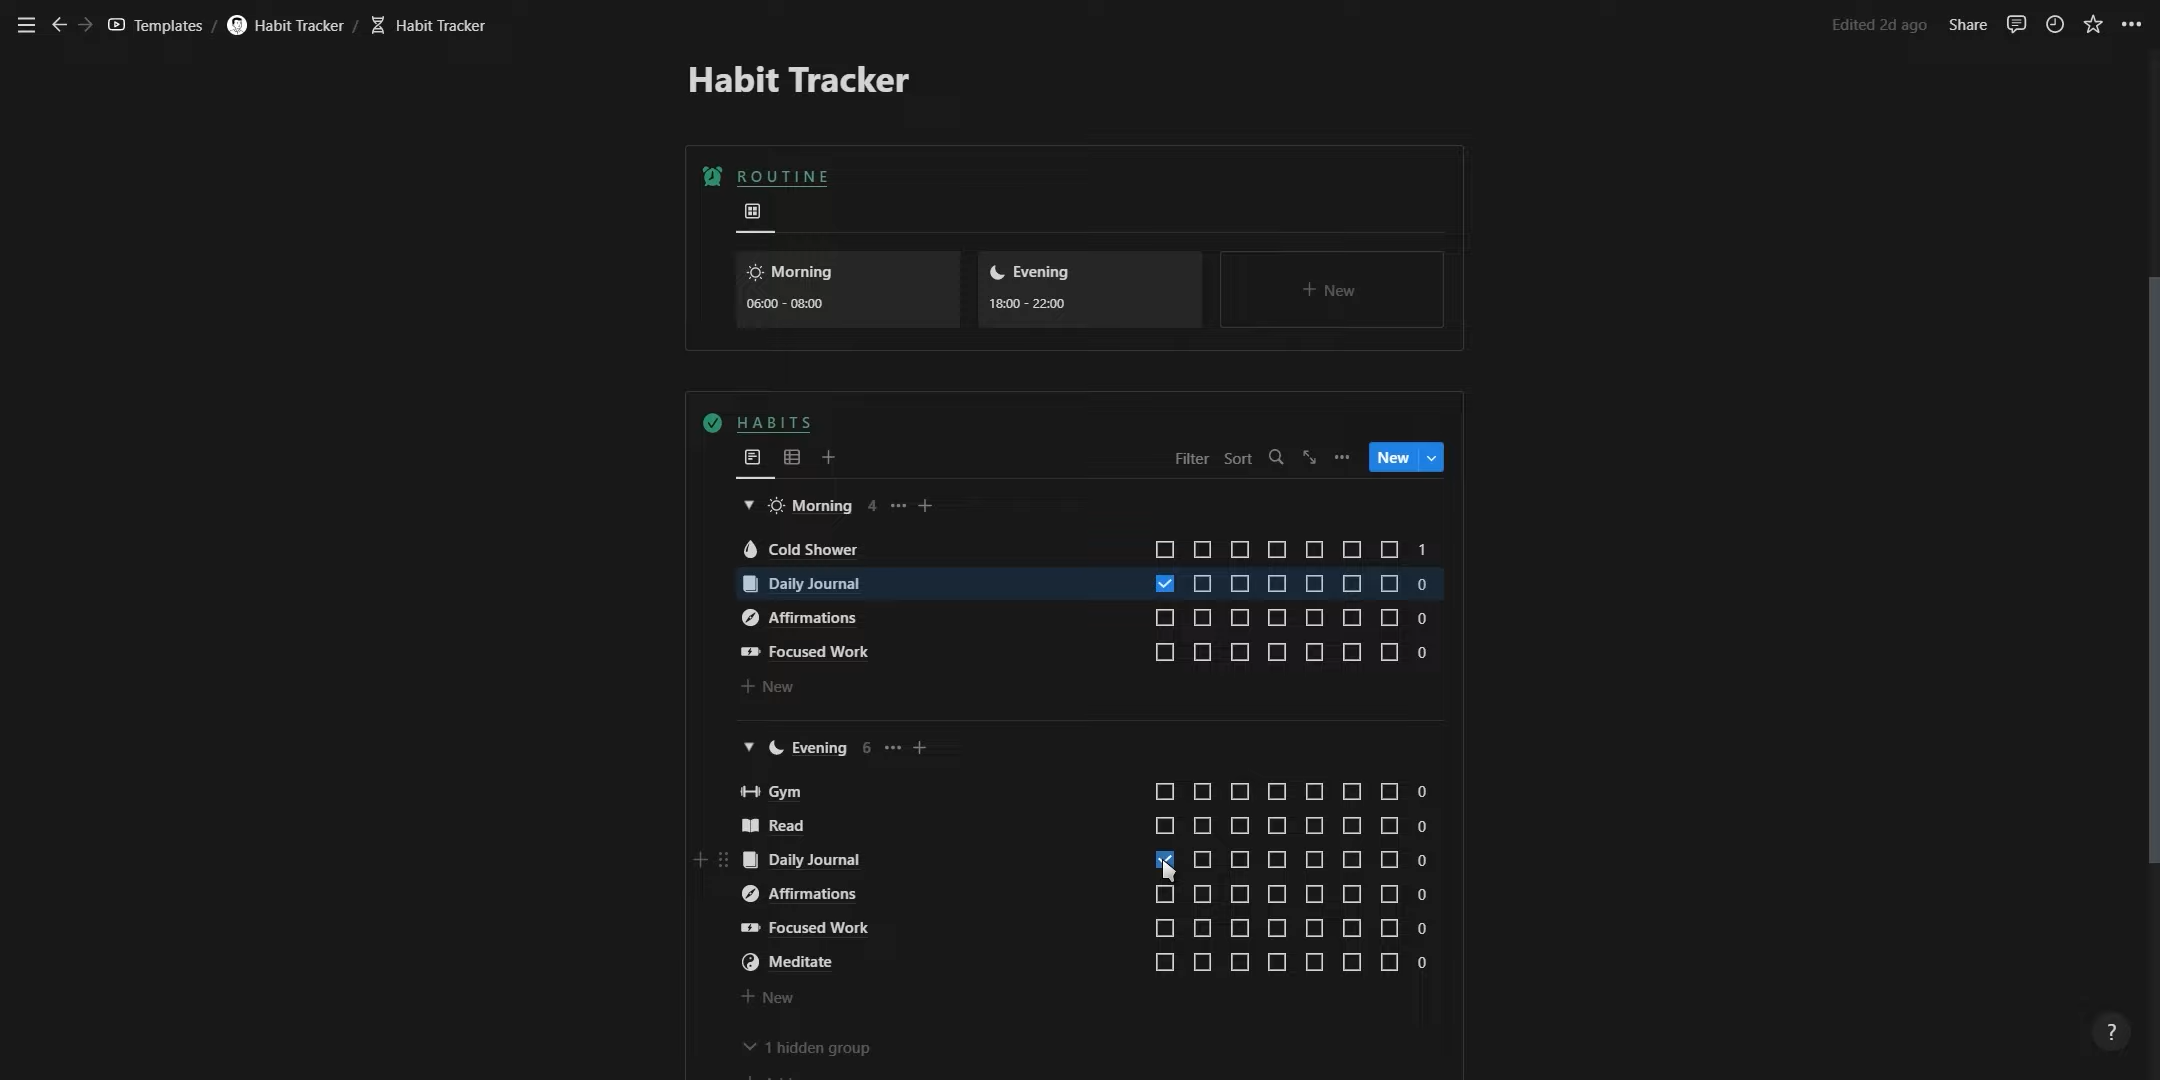 Templates / Habit Tracker / Habit Tracker
Edited 2d ago Share
Habit Tracker
ROUTINE
Morning
06:00 - 08:00
Evening
18:00 - 22:00
+ New
HABITS
Filter Sort New
Morning 4
Cold Shower 1
Daily Journal 0
Affirmations 0
Focused Work 0
+ New
Evening 6
Gym 0
Read 0
Daily Journal 0
Affirmations 0
Focused Work 0
Meditate 0
+ New
1 hidden group
?